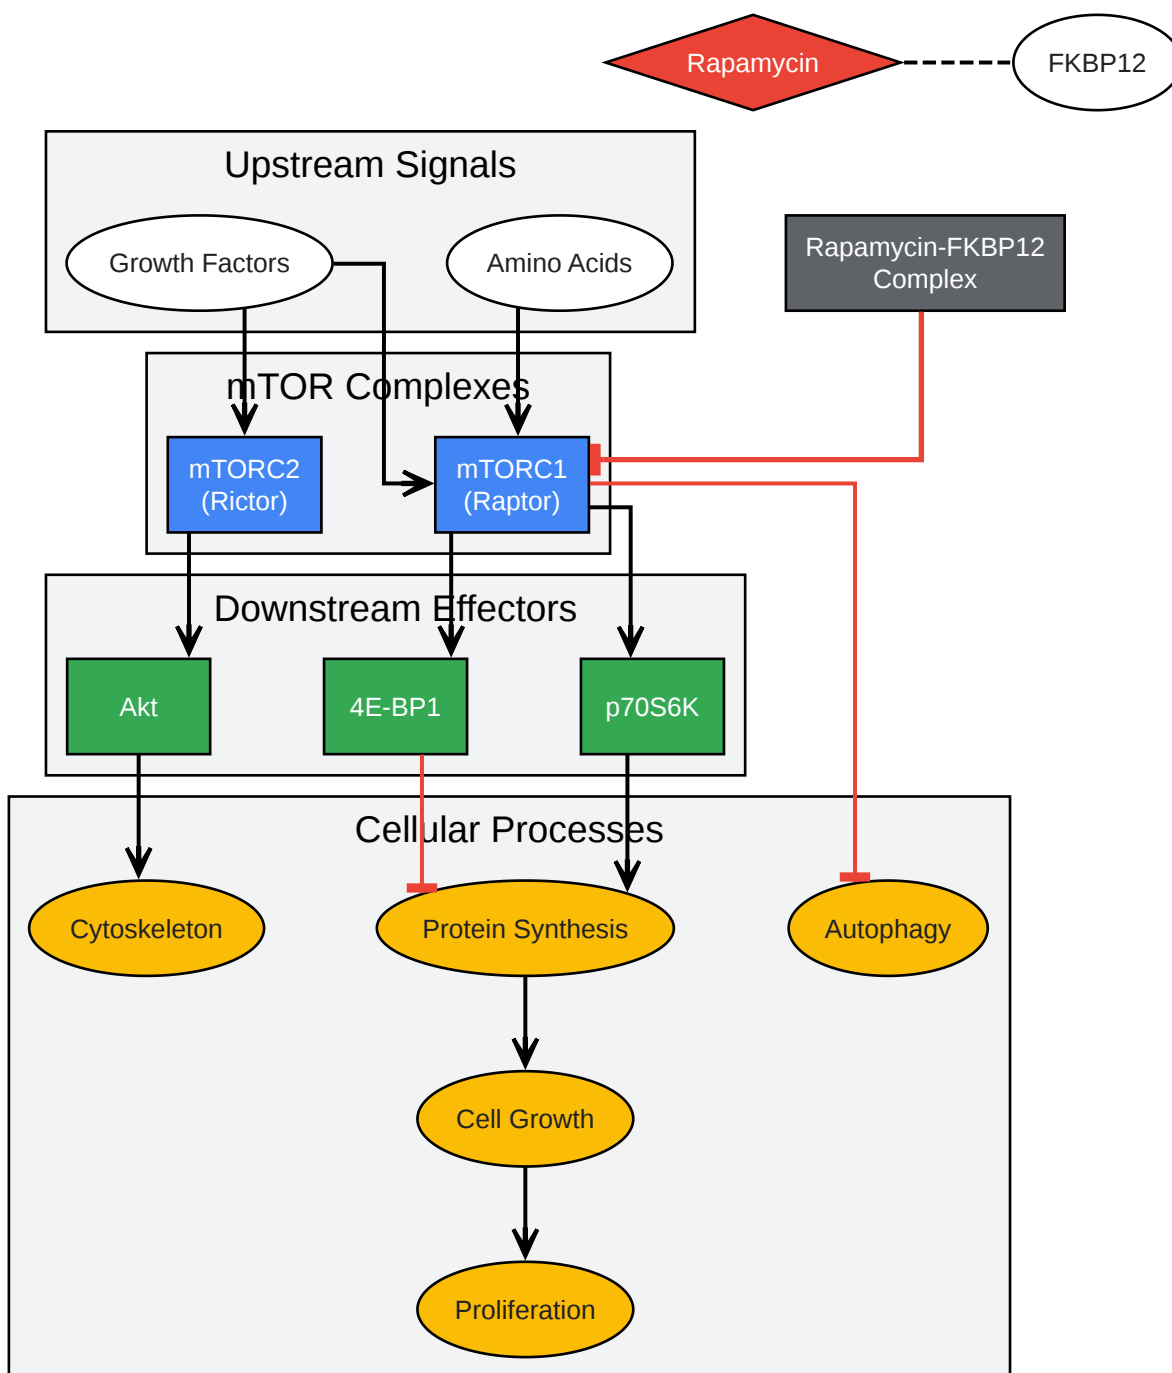 Rapamycin
FKBP12
Upstream Signals
Growth Factors
Amino Acids
Rapamycin-FKBP12
Complex
mTOR Complexes
mTORC2
(Rictor)
mTORC1
(Raptor)
Downstream Effectors
Akt
4E-BP1
p70S6K
Cellular Processes
Cytoskeleton
Protein Synthesis
Autophagy
Cell Growth
Proliferation